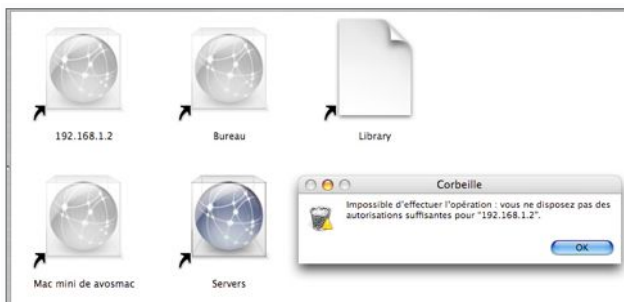 192.168.1.2
Bureau
Library
Mac mini de avosmac
Servers
Corbeille
Impossible d'effectuer l'opération : vous ne disposez pas des
autorisations suffisantes pour "192.168.1.2".
OK